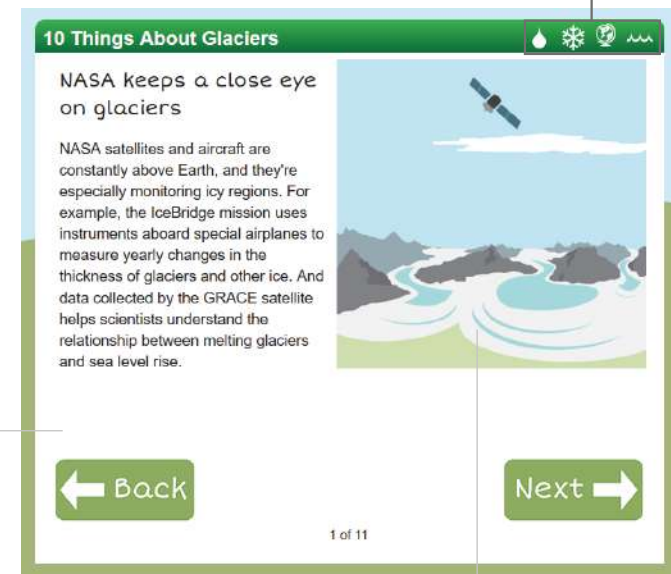 10 Things About Glaciers
NASA keeps a close eye
on glaciers
NASA satellites and aircraft are
constantly above Earth, and they're
especially monitoring icy regions. For
example, the IceBridge mission uses
instruments aboard special airplanes to
measure yearly changes in the
thickness of glaciers and other ice. And
data collected by the GRACE satellite
helps scientists understand the
relationship between melting glaciers
and sea level rise.
Back
Next
1 of 11